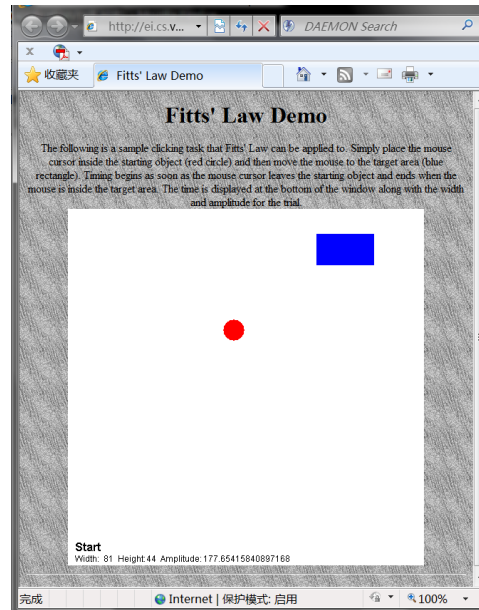 http://ei.cs.v...
DAEMON Search
x
收藏夹
Fitts' Law Demo
Fitts' Law Demo
The following is a sample clicking task that Fitts' Law can be applied to. Simply place the mouse
cursor inside the starting object (red circle) and then move the mouse to the target area (blue
rectangle). Timing begins as soon as the mouse cursor leaves the starting object and ends when the
mouse is inside the target area. The time is displayed at the bottom of the window along with the width
and amplitude for the trial.
Start
Width: 81 Height:44 Amplitude:177.65415840897168
完成
Internet | 保护模式: 启用
100%